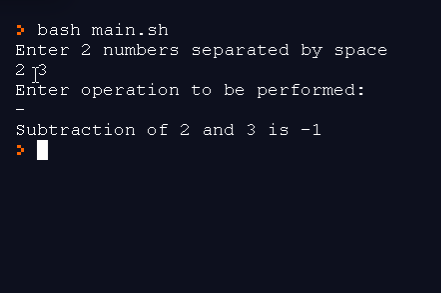 > bash main.sh
Enter 2 numbers separated by space
2 3
Enter operation to be performed:
-
Subtraction of 2 and 3 is -1
>